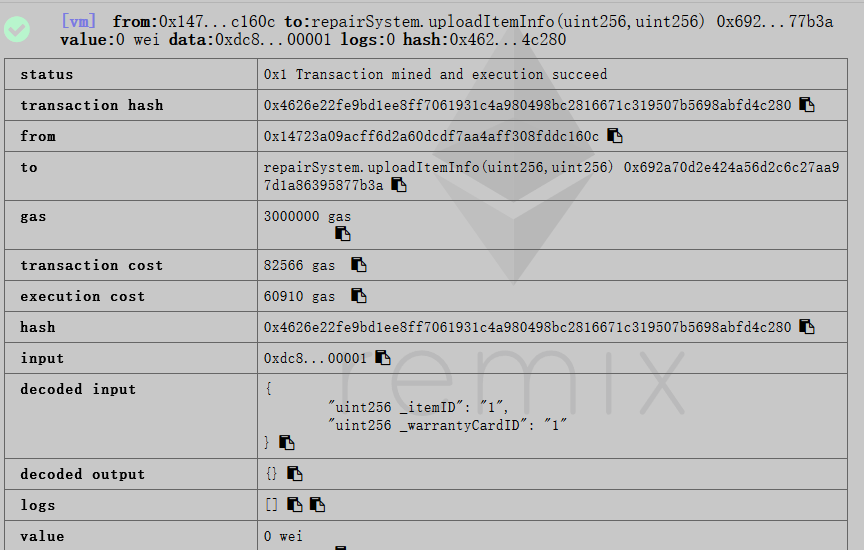 [vm] from:0x147...c160c to:repairSystem.uploadItemInfo(uint256,uint256) 0x692...77b3a
value:0 wei data:0xdc8...00001 logs:0 hash:0x462...4c280
status 0x1 Transaction mined and execution succeed
transaction hash 0x4626e22fe9bd1ee8ff7061931c4a980498bc2816671c319507b5698abfd4c280
from 0x14723a09acff6d2a60dcdf7aa4aff308fddc160c
to repairSystem.uploadItemInfo(uint256,uint256) 0x692a70d2e424a56d2c6c27aa9
7d1a86395877b3a
gas 3000000 gas
transaction cost 82566 gas
execution cost 60910 gas
hash 0x4626e22fe9bd1ee8ff7061931c4a980498bc2816671c319507b5698abfd4c280
input 0xdc8...00001
decoded input {
"uint256 _itemID": "1",
"uint256 _warrantyCardID": "1"
}
decoded output {}
logs []
value 0 wei
remix